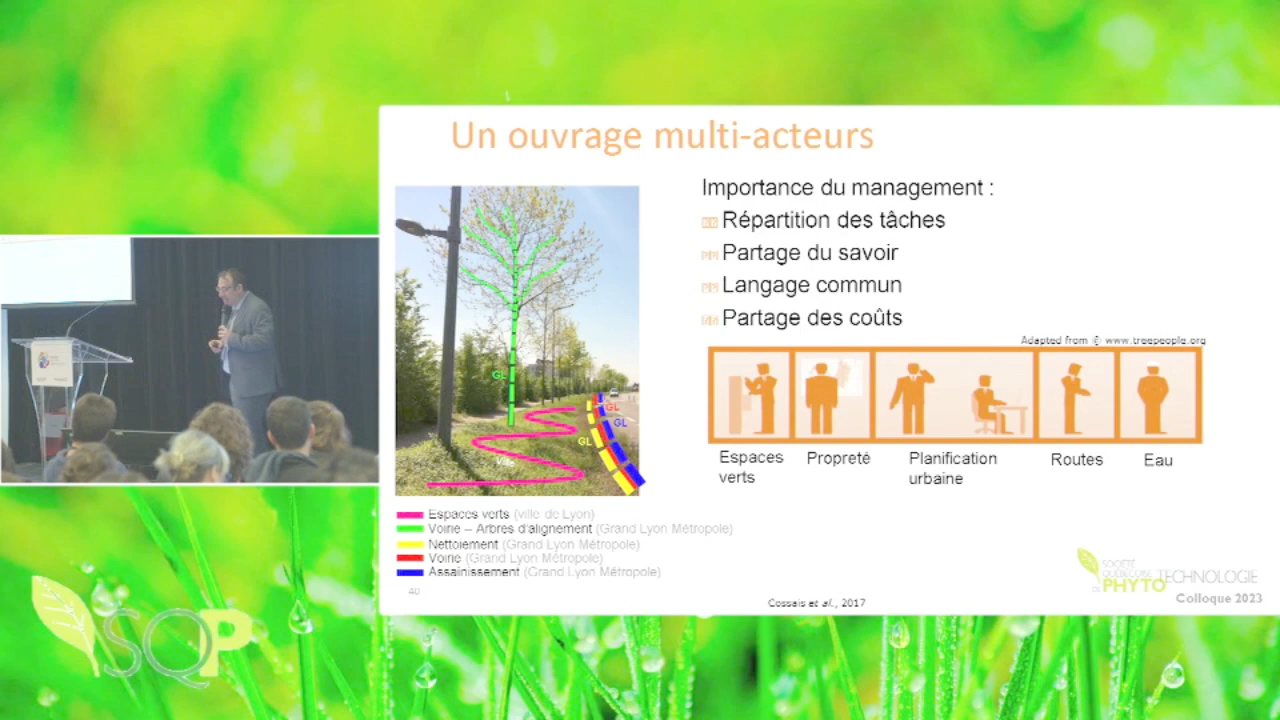 Un ouvrage multi-acteurs
Importance du management :
Répartition des tâches
Partage du savoir
Langage commun
Partage des coûts
Adapted from © www.treepeople.org
GL
GL
GL
GL
Espaces verts
Propreté
Planification urbaine
Routes
Eau
Espaces verts (ville de Lyon)
Voirie – Arbres d'alignement (Grand Lyon Métropole)
Nettoiement (Grand Lyon Métropole)
Voirie (Grand Lyon Métropole)
Assainissement (Grand Lyon Métropole)
40
Cossais et al., 2017
SOCIÉTÉ
QUÉBÉCOISE
DE PHYTOTECHNOLOGIE
Colloque 2023
SQP